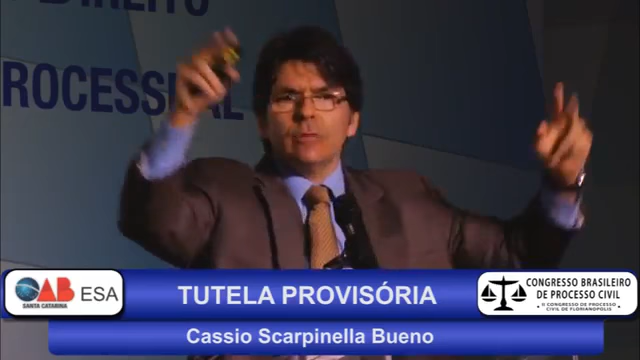 DIREITO
PROCESSUAL
OAB ESA
SANTA CATARINA
TUTELA PROVISÓRIA
Cassio Scarpinella Bueno
CONGRESSO BRASILEIRO
DE PROCESSO CIVIL
II CONGRESSO DE PROCESSO
CIVIL DE FLORIANÓPOLIS